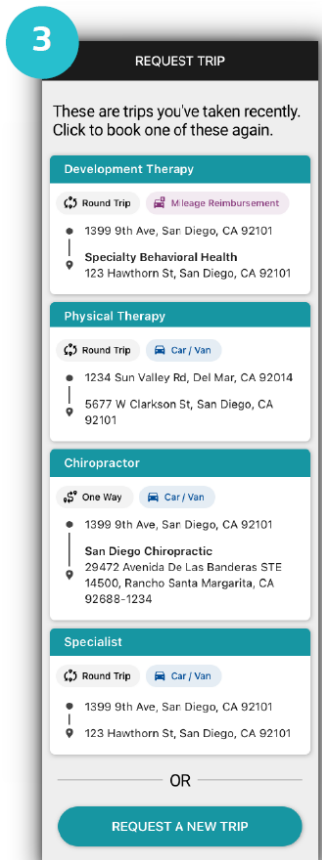 3
REQUEST TRIP
These are trips you've taken recently.
Click to book one of these again.
Development Therapy
Round Trip Mileage Reimbursement
1399 9th Ave, San Diego, CA 92101
Specialty Behavioral Health
123 Hawthorn St, San Diego, CA 92101
Physical Therapy
Round Trip Car / Van
1234 Sun Valley Rd, Del Mar, CA 92014
5677 W Clarkson St, San Diego, CA
92101
Chiropractor
One Way Car / Van
1399 9th Ave, San Diego, CA 92101
San Diego Chiropractic
29472 Avenida De Las Banderas STE
14500, Rancho Santa Margarita, CA
92688-1234
Specialist
Round Trip Car / Van
1399 9th Ave, San Diego, CA 92101
123 Hawthorn St, San Diego, CA 92101
OR
REQUEST A NEW TRIP